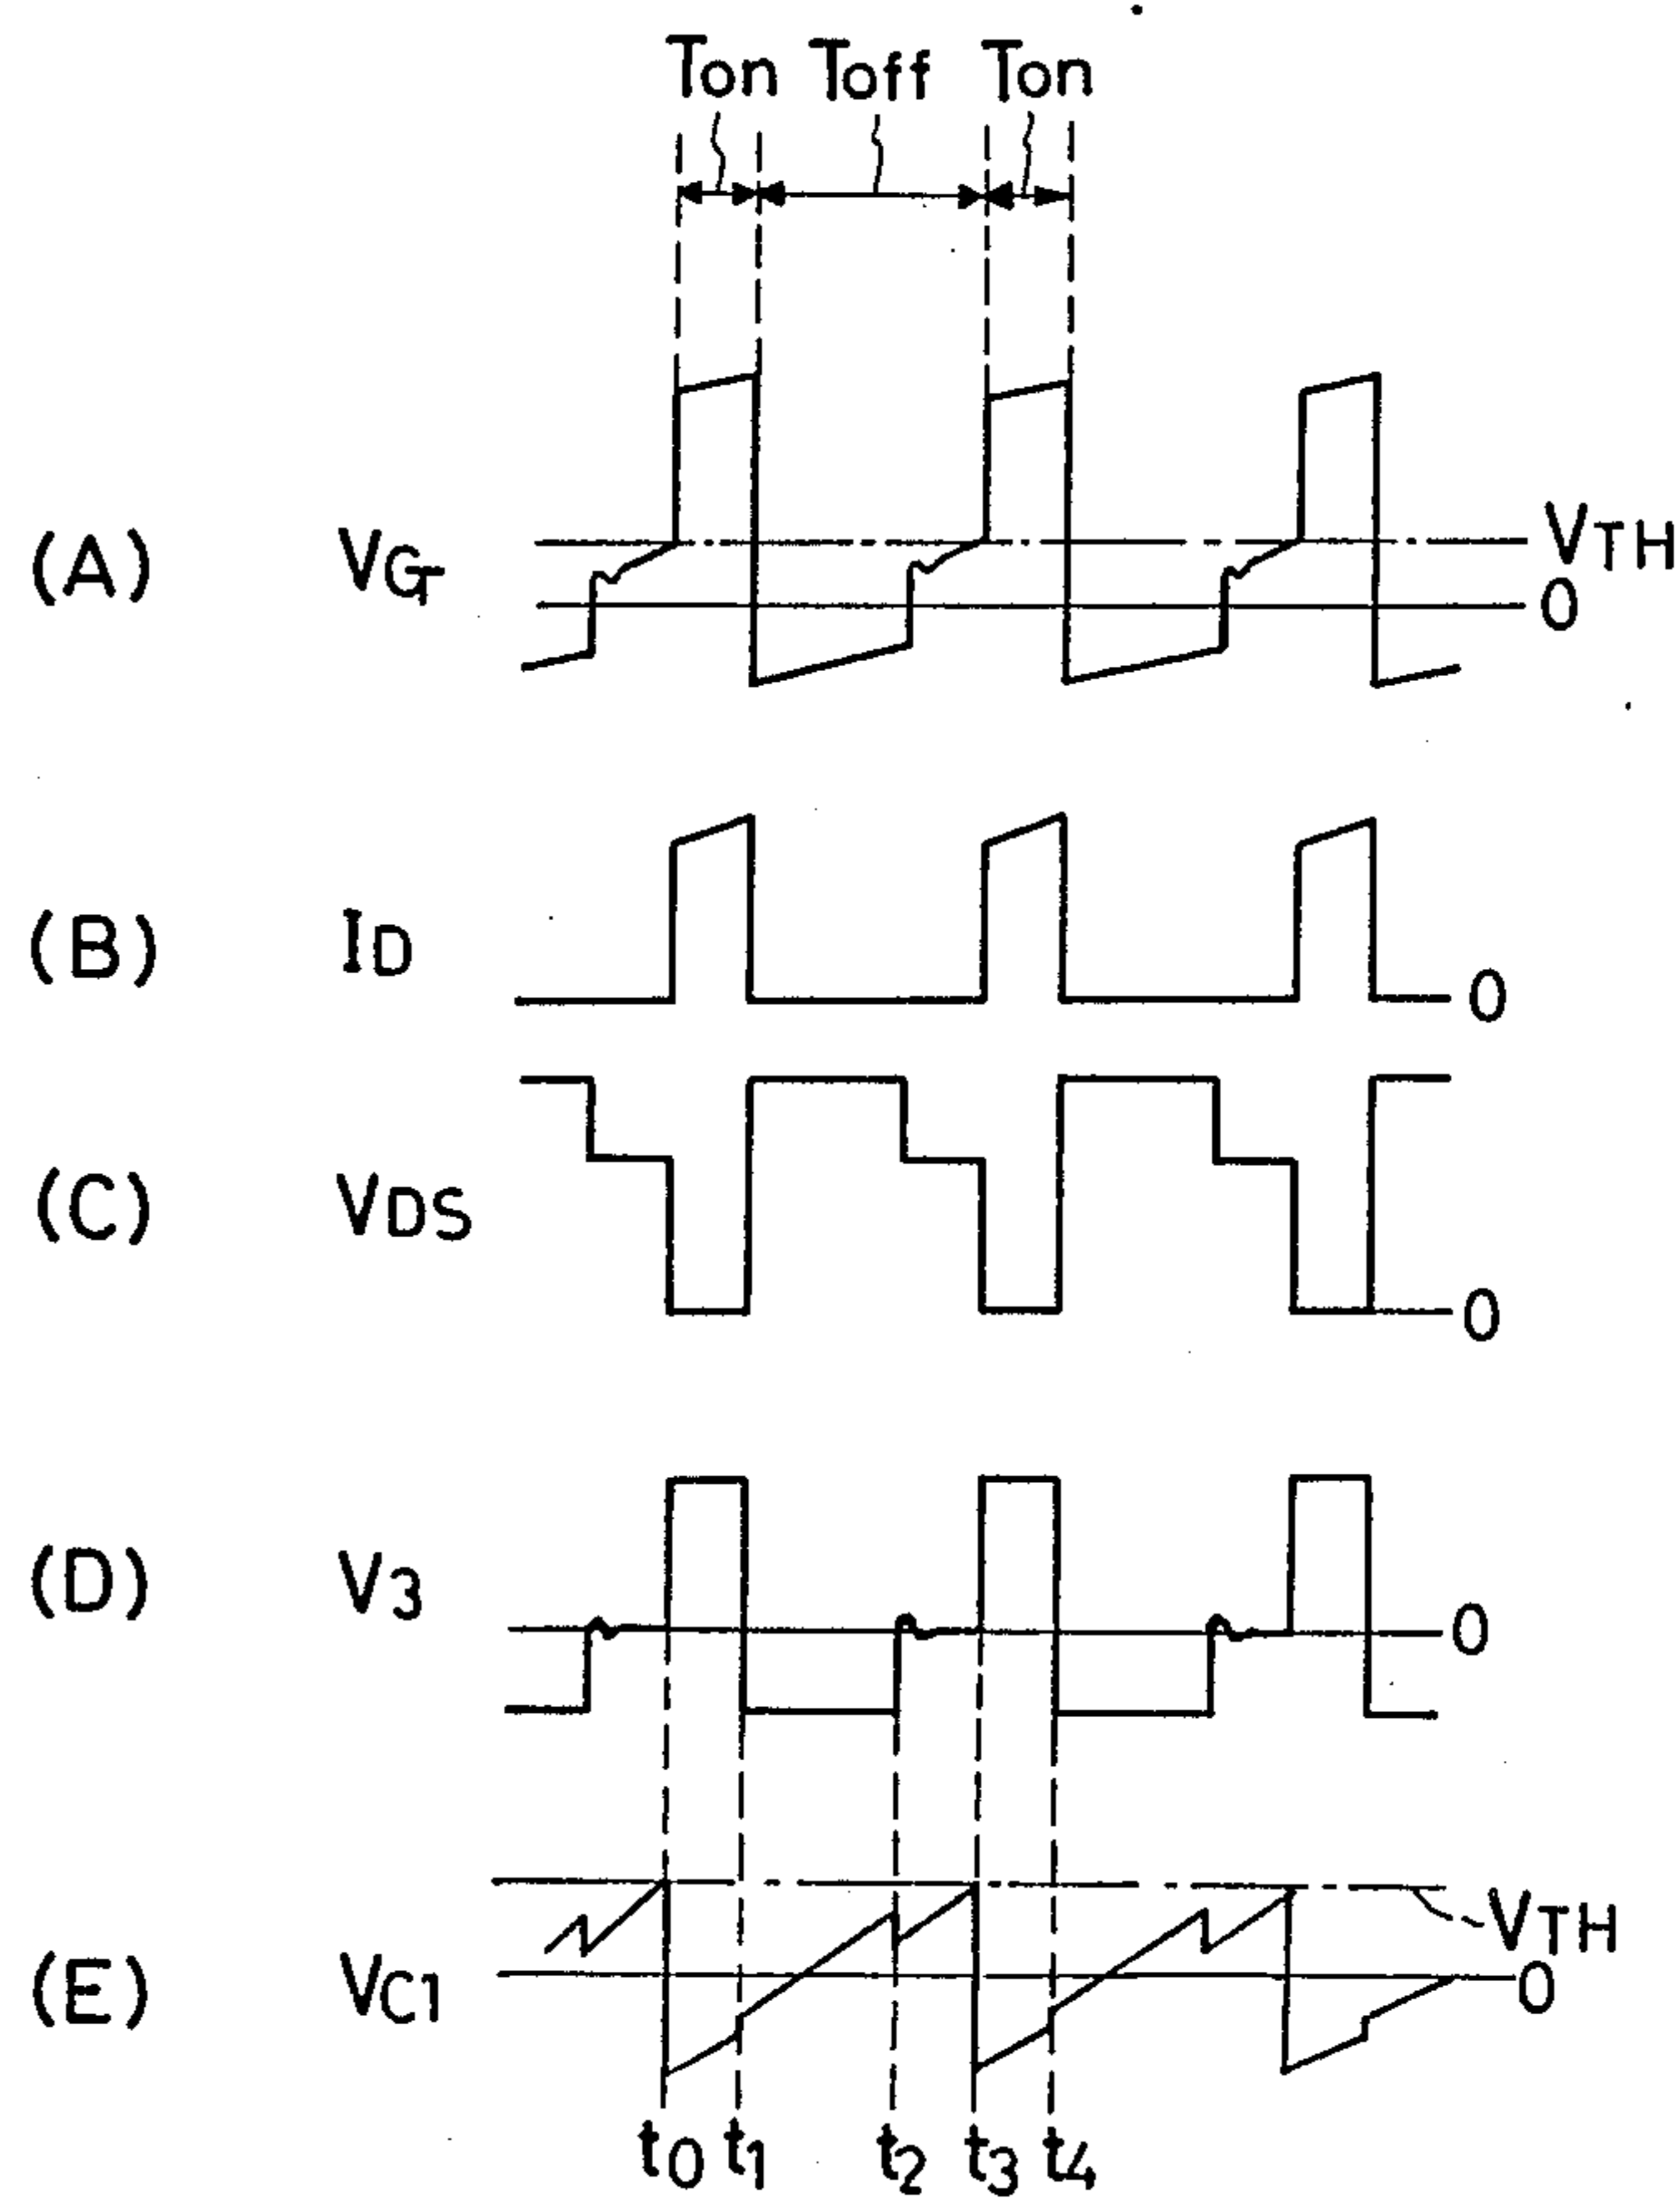 Ton Toff Ton
(A) VG VTH
0
(B) ID 0
(C) VDS 0
(D) V3 0
(E) VC1 VTH
0
t0 t1 t2 t3 t4